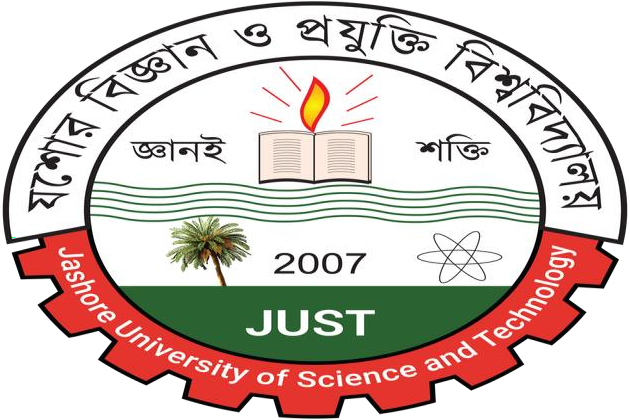 যশোর বিজ্ঞান ও প্রযুক্তি বিশ্ববিদ্যালয়
জ্ঞানই শক্তি
2007
JUST
Jashore University of Science and Technology